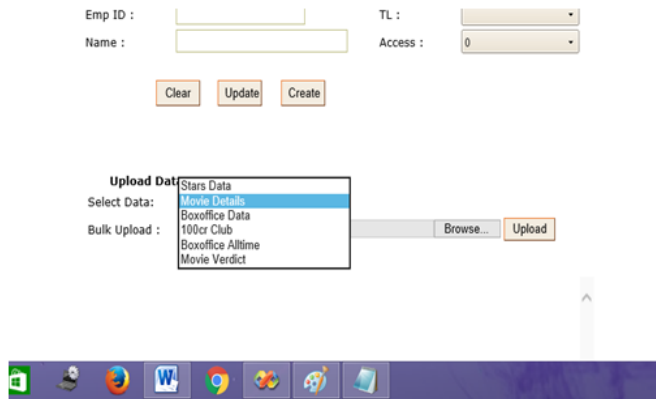 Emp ID : TL :
Name : Access : 0
Clear Update Create
Upload Dat
Stars Data
Select Data: Movie Details
Boxoffice Data
Bulk Upload : 100cr Club Browse... Upload
Boxoffice Alltime
Movie Verdict